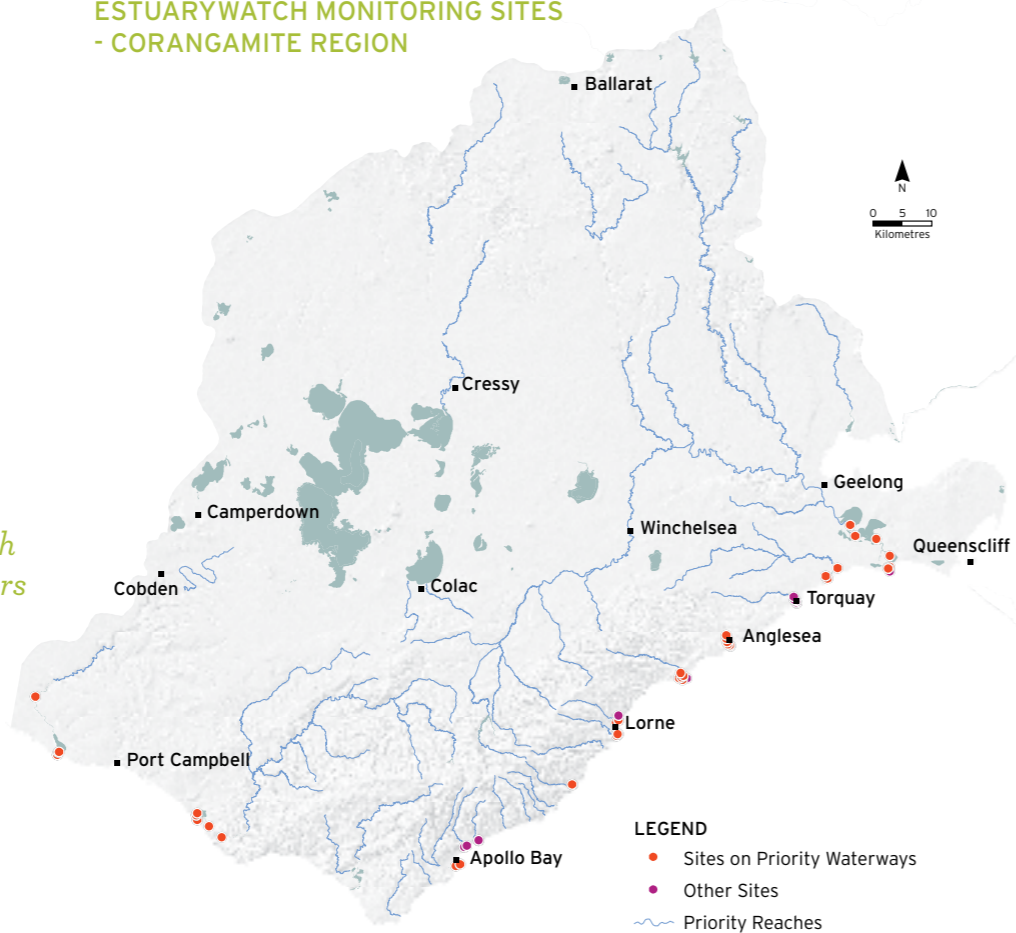 ESTUARYWATCH MONITORING SITES
- CORANGAMITE REGION
Ballarat
N
0 5 10
Kilometres
Cressy
Geelong
Camperdown
Winchelsea
h
Queenscliff
rs
Cobden
Colac
Torquay
Anglesea
Lorne
Port Campbell
LEGEND
Sites on Priority Waterways
Apollo Bay
Other Sites
Priority Reaches